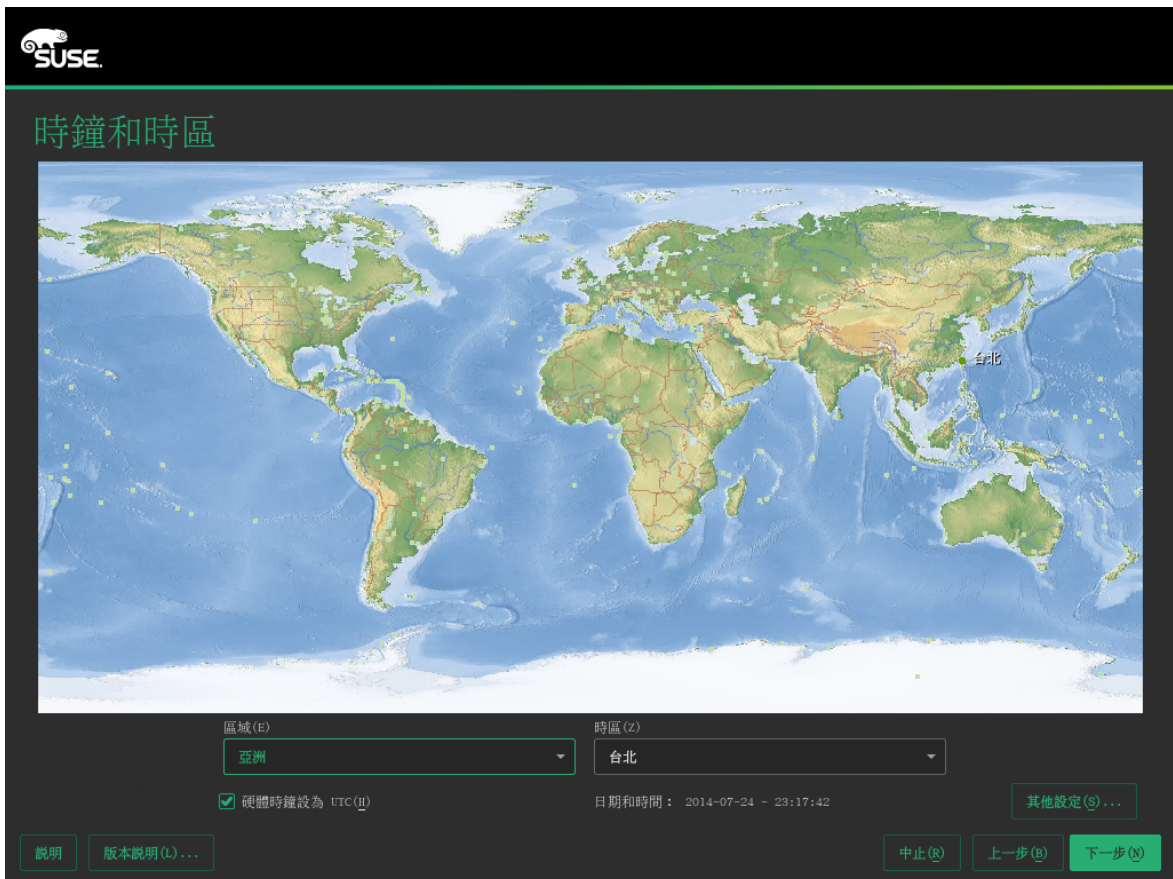 SUSE.
時鐘和時區
台北
區域(E)
時區(Z)
亞洲
台北
硬體時鐘設為 UTC(H)
日期和時間： 2014-07-24 - 23:17:42
其他設定(S)...
説明
版本説明(L)...
中止(R)
上一步(B)
下一步(N)